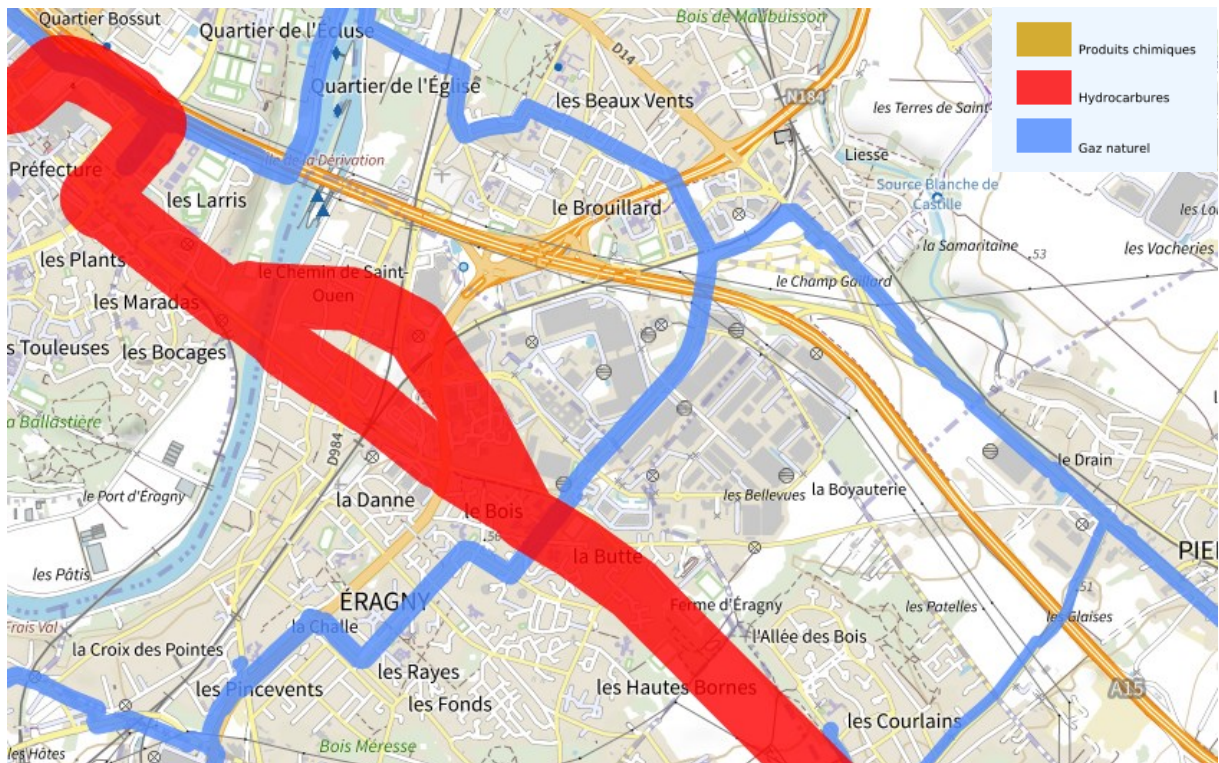 Quartier Bossut
Quartier de l'Écluse
Bois de Maubuisson
D14
Produits chimiques
Quartier de l'Église
les Beaux Vents
N184
les Terres de Saint-
Hydrocarbures
Gaz naturel
Île de la Dérivation
Liesse
Préfecture
Source Blanche de
Castille
les Larris
le Brouillard
la Samaritaine
53
les Vacheries
les Plants
le Chemin de Saint-
Ouen
le Champ Gaillard
les Maradas
s Touleuses
les Bocages
a Ballastière
D984
le Drain
le Port d'Éragny
la Danne
le Bois
les Bellevues
la Boyauterie
56
la Butte
PIE
les Pâtis
ÉRAGNY
Ferme d'Éragny
les Patelles
51
les Glaises
Frais Val
la Challe
l'Allée des Bois
la Croix des Pointes
les Rayes
les Pincevents
les Hautes Bornes
A15
les Fonds
les Courlains
les Hâtes
Bois Méresse